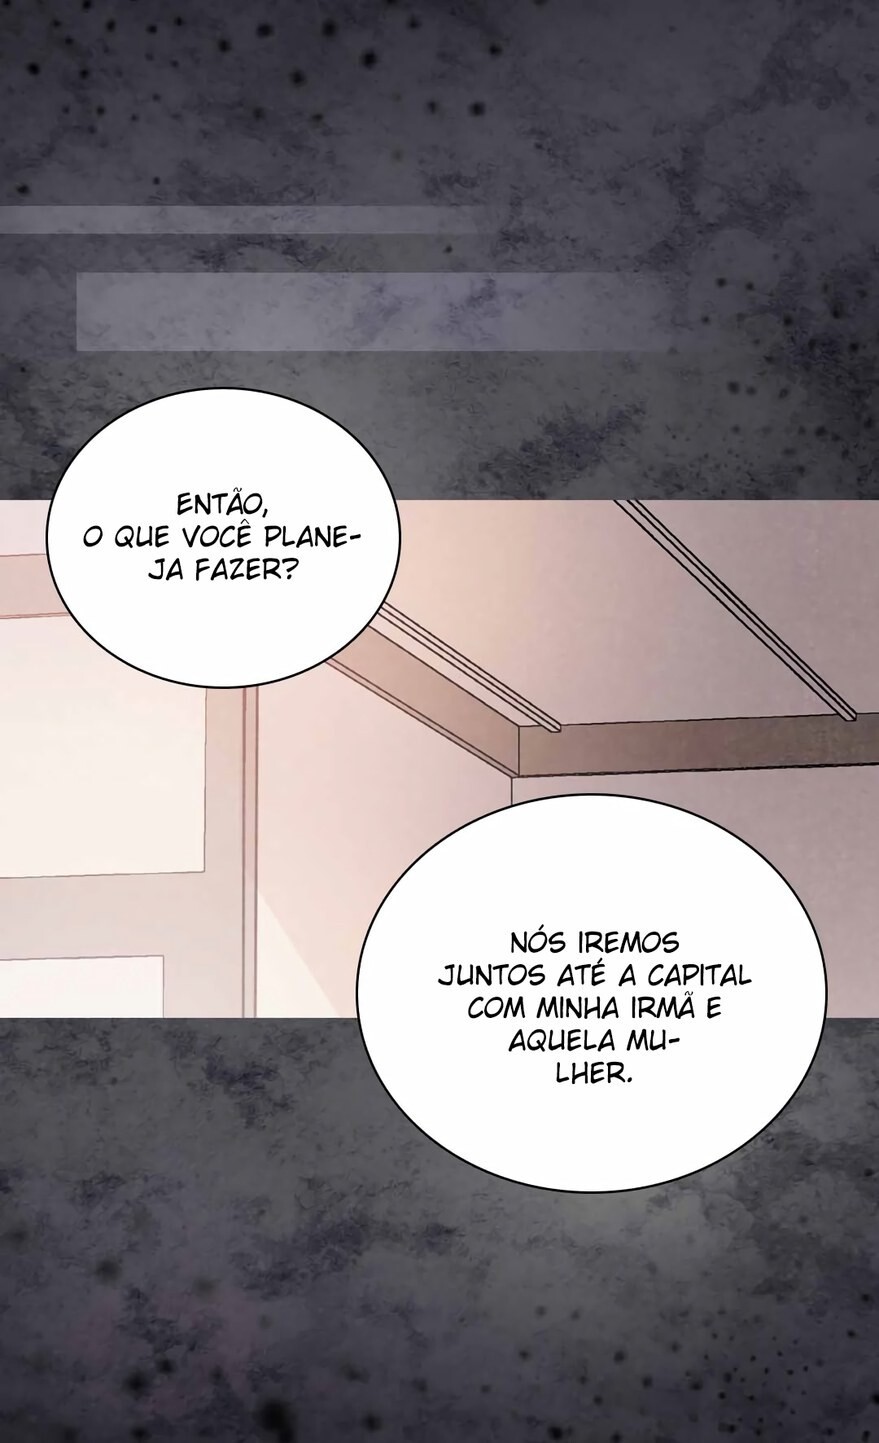 ENTÃO,
O QUE VOCÊ PLANE-
JA FAZER?
NÓS IREMOS
JUNTOS ATÉ A CAPITAL
COM MINHA IRMÃ E
AQUELA MU-
LHER.